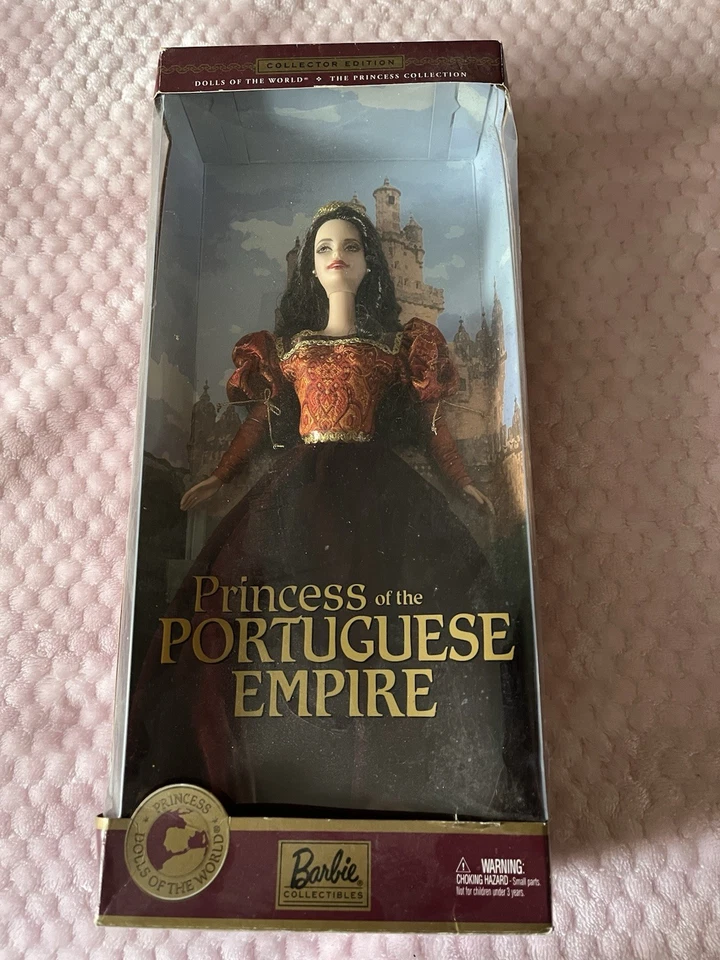 COLLECTOR EDITION
DOLLS OF THE WORLD® ❖ THE PRINCESS COLLECTION
Princess of the
PORTUGUESE
EMPIRE
PRINCESS
DOLLS OF THE WORLD®
Barbie
COLLECTIBLES
WARNING:
CHOKING HAZARD - Small parts.
Not for children under 3 years.